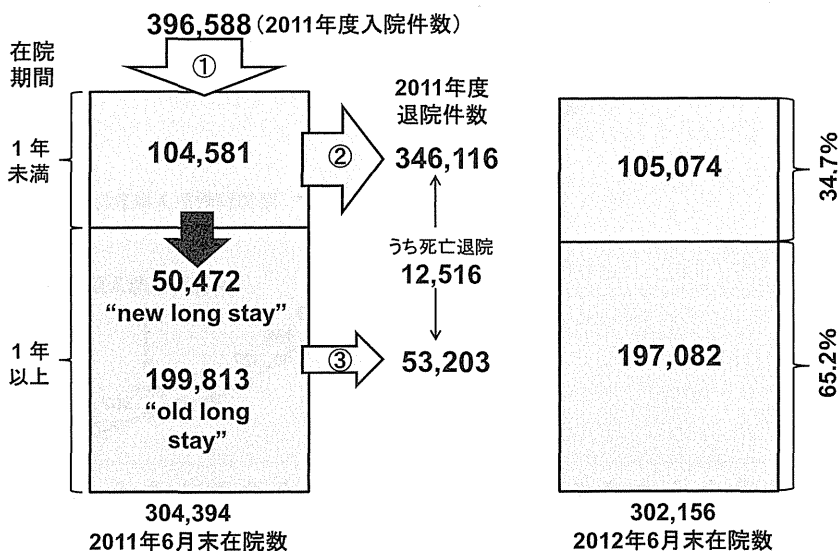 396,588 (2011年度入院件数)
在院
期間
①
1年
未満
104,581
②
2011年度
退院件数
346,116
50,472
“new long stay”
うち死亡退院
12,516
1年
以上
199,813
“old long
stay”
③
53,203
304,394
2011年6月末在院数
105,074
34.7%
197,082
65.2%
302,156
2012年6月末在院数